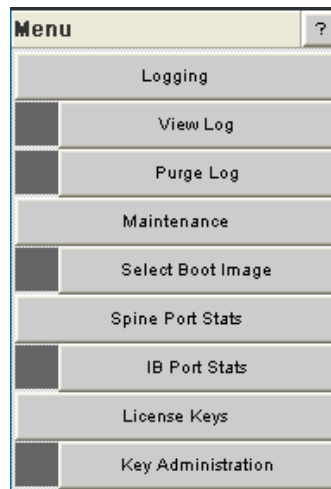 Menu ?
Logging
View Log
Purge Log
Maintenance
Select Boot Image
Spine Port Stats
IB Port Stats
License Keys
Key Administration